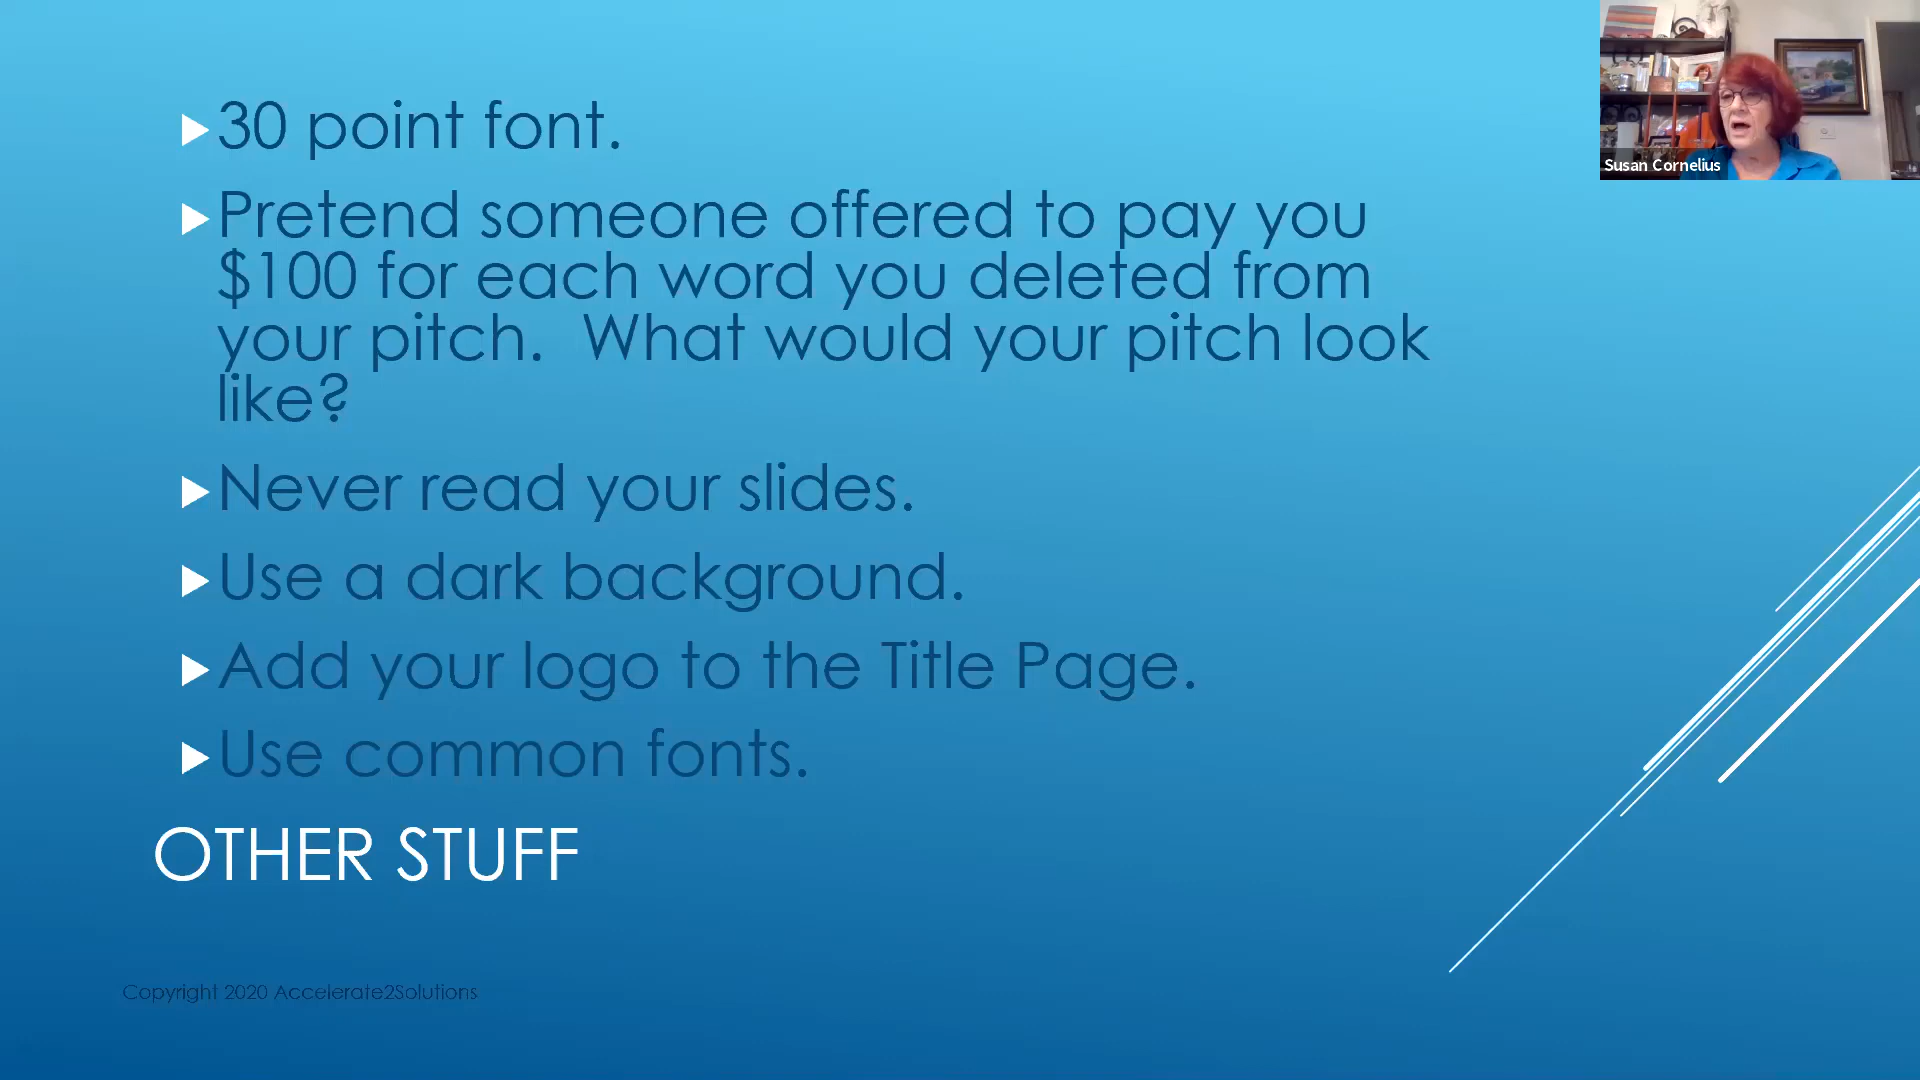 30 point font.
Pretend someone offered to pay you
$100 for each word you deleted from
your pitch.  What would your pitch look
like?
Never read your slides.
Use a dark background.
Add your logo to the Title Page.
Use common fonts.
OTHER STUFF
Copyright 2020 Accelerate2Solutions
Susan Cornelius